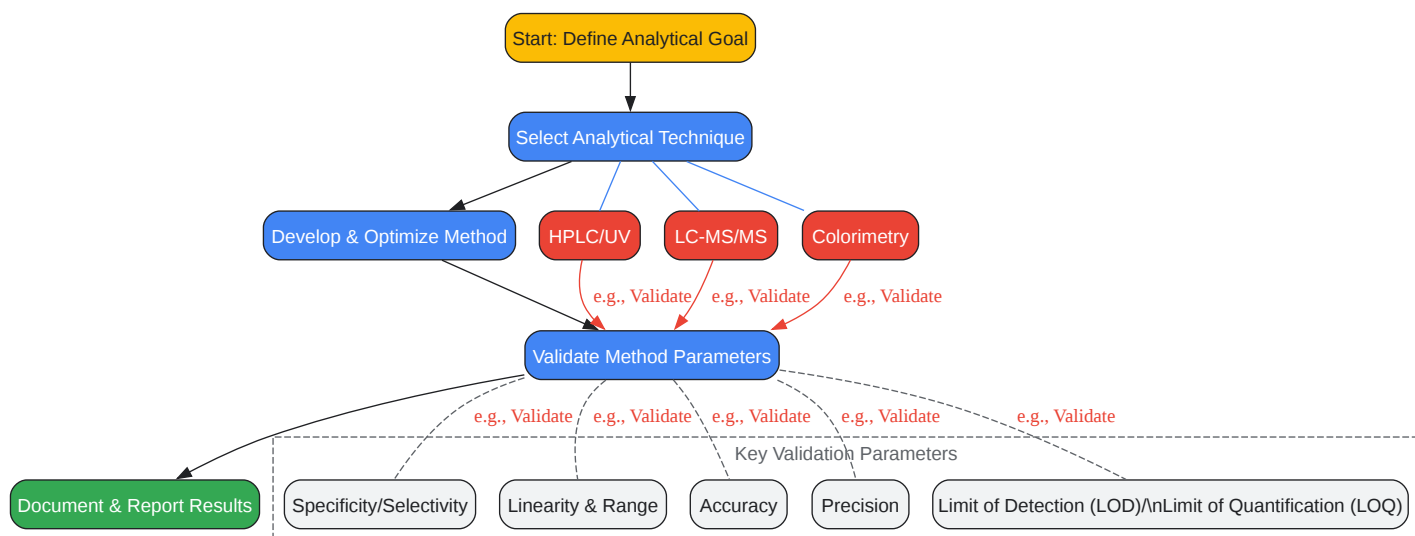 Start: Define Analytical Goal
Select Analytical Technique
Develop & Optimize Method
HPLC/UV
LC-MS/MS
Colorimetry
e.g., Validate
e.g., Validate
e.g., Validate
Validate Method Parameters
e.g., Validate
e.g., Validate
e.g., Validate
e.g., Validate
e.g., Validate
Key Validation Parameters
Document & Report Results
Specificity/Selectivity
Linearity & Range
Accuracy
Precision
Limit of Detection (LOD)/\nLimit of Quantification (LOQ)